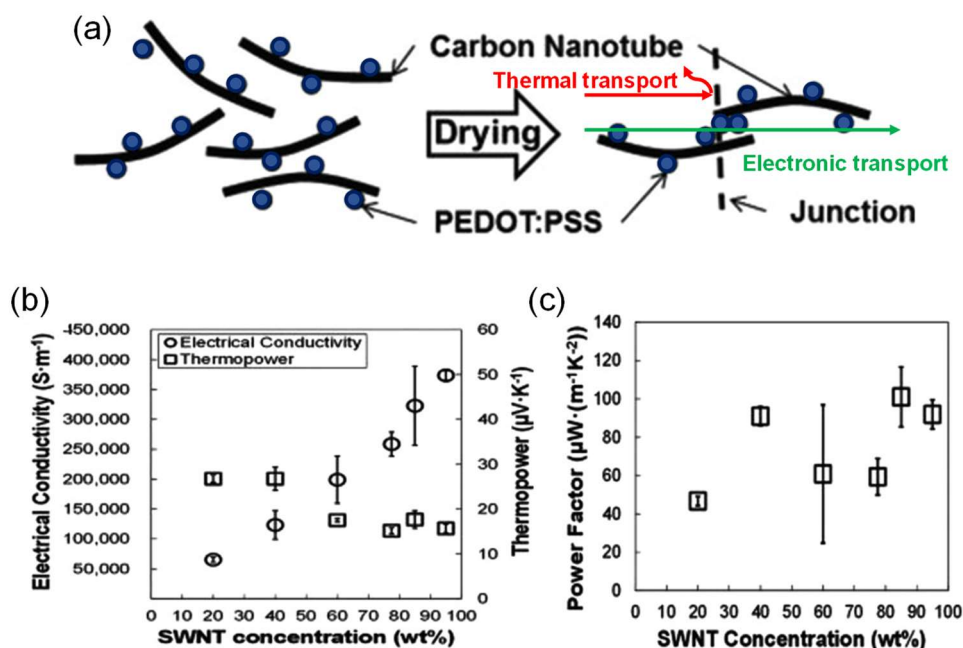 (a)
Carbon Nanotube
Thermal transport
Drying
Electronic transport
PEDOT:PSS
Junction
(b)
Electrical Conductivity (S·m⁻¹)
-150,000
400,000
350,000
300,000
250,000
200,000
150,000
100,000
50,000
Electrical Conductivity
Thermopower
60
50
40
30
20
10
0
Thermopower (μV·K⁻¹)
0 10 20 30 40 50 60 70 80 90 100
SWNT concentration (wt%)
(c)
Power Factor (μW·(m⁻¹K⁻²))
140
120
100
80
60
40
20
0
0 10 20 30 40 50 60 70 80 90 100
SWNT Concentration (wt%)